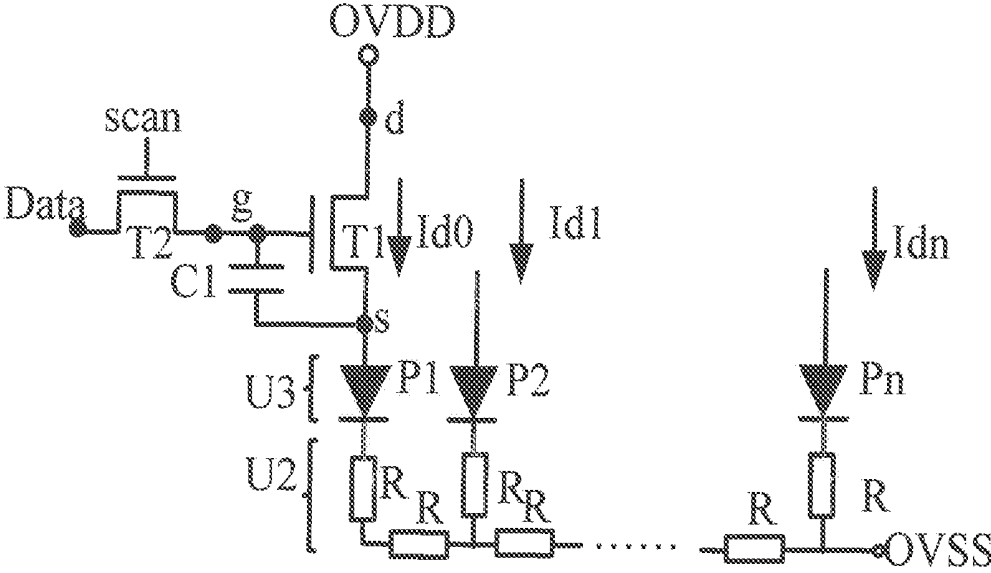 OVDD
d
scan
Data
g
T2
T1
Id0
Id1
Idn
C1
s
U3
P1
P2
Pn
U2
R
R
R
R
R
R
R
OVSS